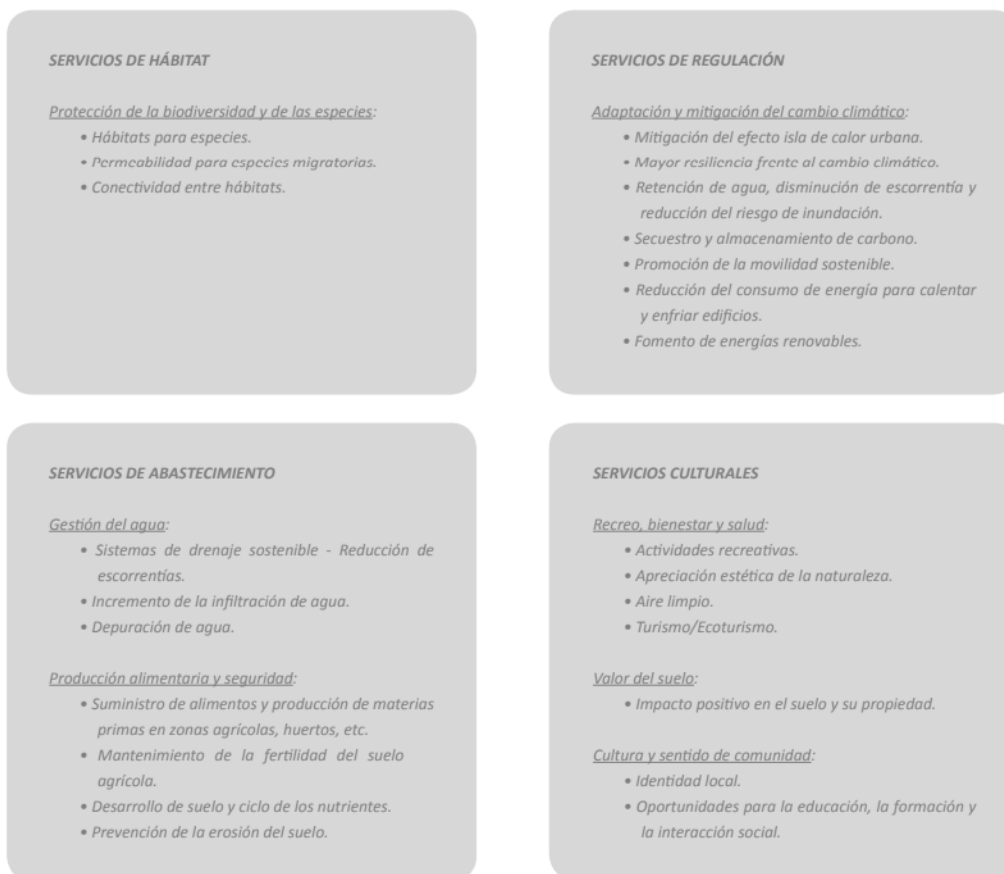 SERVICIOS DE HÁBITAT
Protección de la biodiversidad y de las especies:
• Hábitats para especies.
• Permeabilidad para especies migratorias.
• Conectividad entre hábitats.
SERVICIOS DE REGULACIÓN
Adaptación y mitigación del cambio climático:
• Mitigación del efecto isla de calor urbana.
• Mayor resiliencia frente al cambio climático.
• Retención de agua, disminución de escorrentía y
reducción del riesgo de inundación.
• Secuestro y almacenamiento de carbono.
• Promoción de la movilidad sostenible.
• Reducción del consumo de energía para calentar
y enfriar edificios.
• Fomento de energías renovables.
SERVICIOS DE ABASTECIMIENTO
Gestión del agua:
• Sistemas de drenaje sostenible - Reducción de
escorrentías.
• Incremento de la infiltración de agua.
• Depuración de agua.
Producción alimentaria y seguridad:
• Suministro de alimentos y producción de materias
primas en zonas agrícolas, huertos, etc.
• Mantenimiento de la fertilidad del suelo
agrícola.
• Desarrollo de suelo y ciclo de los nutrientes.
• Prevención de la erosión del suelo.
SERVICIOS CULTURALES
Recreo, bienestar y salud:
• Actividades recreativas.
• Apreciación estética de la naturaleza.
• Aire limpio.
• Turismo/Ecoturismo.
Valor del suelo:
• Impacto positivo en el suelo y su propiedad.
Cultura y sentido de comunidad:
• Identidad local.
• Oportunidades para la educación, la formación y
la interacción social.